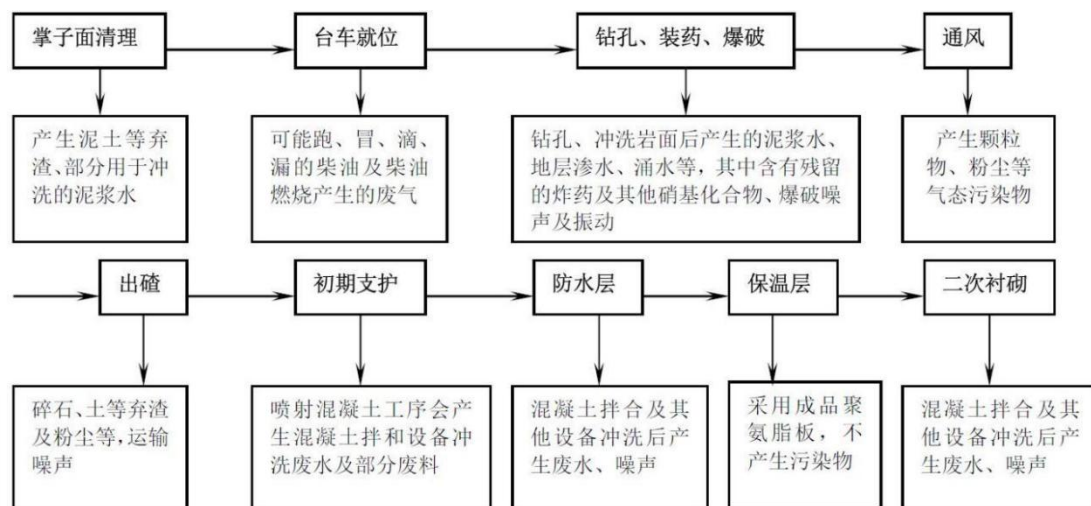 掌子面清理
台车就位
钻孔、装药、爆破
通风
产生泥土等弃
渣、部分用于冲
洗的泥浆水
可能跑、冒、滴、
漏的柴油及柴油
燃烧产生的废气
钻孔、冲洗岩面后产生的泥浆水、
地层渗水、涌水等，其中含有残留
的炸药及其他硝基化合物、爆破噪
声及振动
产生颗粒
物、粉尘等
气态污染物
出碴
初期支护
防水层
保温层
二次衬砌
碎石、土等弃渣
及粉尘等，运输
噪声
喷射混凝土工序会产
生混凝土拌和设备冲
洗废水及部分废料
混凝土拌合及其
他设备冲洗后产
生废水、噪声
采用成品聚
氨脂板，不
产生污染物
混凝土拌合及其
他设备冲洗后产
生废水、噪声